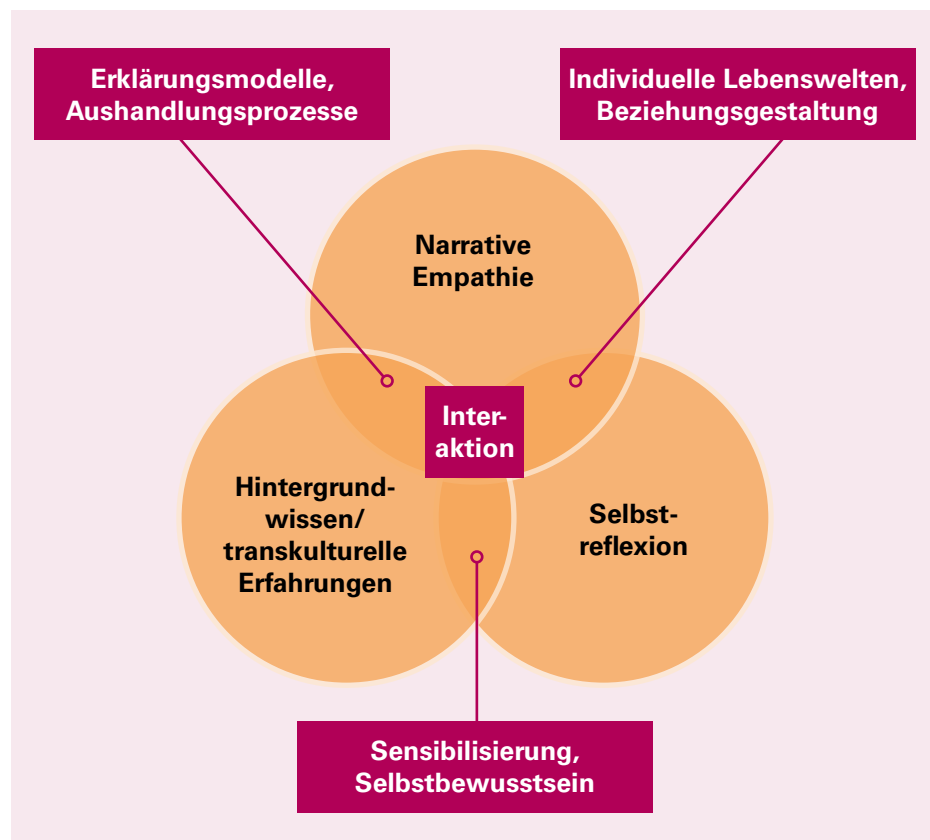 Erklärungsmodelle,
Aushandlungsprozesse
Individuelle Lebenswelten,
Beziehungsgestaltung
Narrative
Empathie
Inter-
aktion
Hintergrund-
wissen/
transkulturelle
Erfahrungen
Selbst-
reflexion
Sensibilisierung,
Selbstbewusstsein